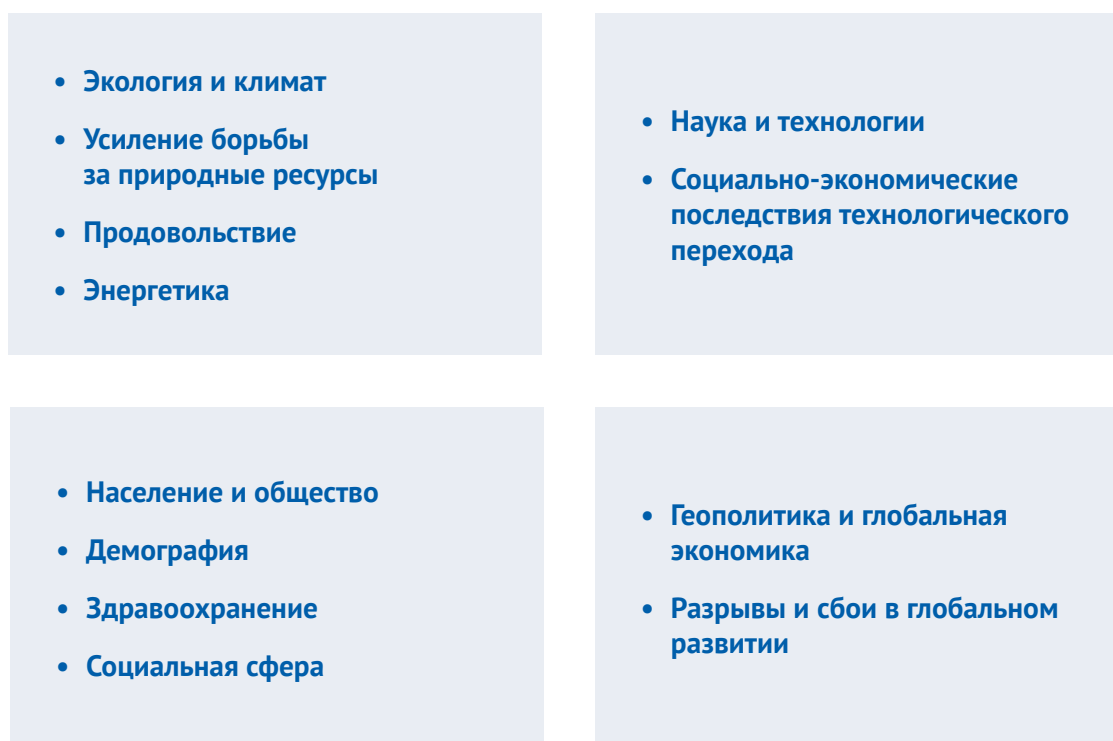 • Экология и климат
• Усиление борьбы
за природные ресурсы
• Продовольствие
• Энергетика
• Наука и технологии
• Социально-экономические
последствия технологического
перехода
• Население и общество
• Демография
• Здравоохранение
• Социальная сфера
• Геополитика и глобальная
экономика
• Разрывы и сбои в глобальном
развитии